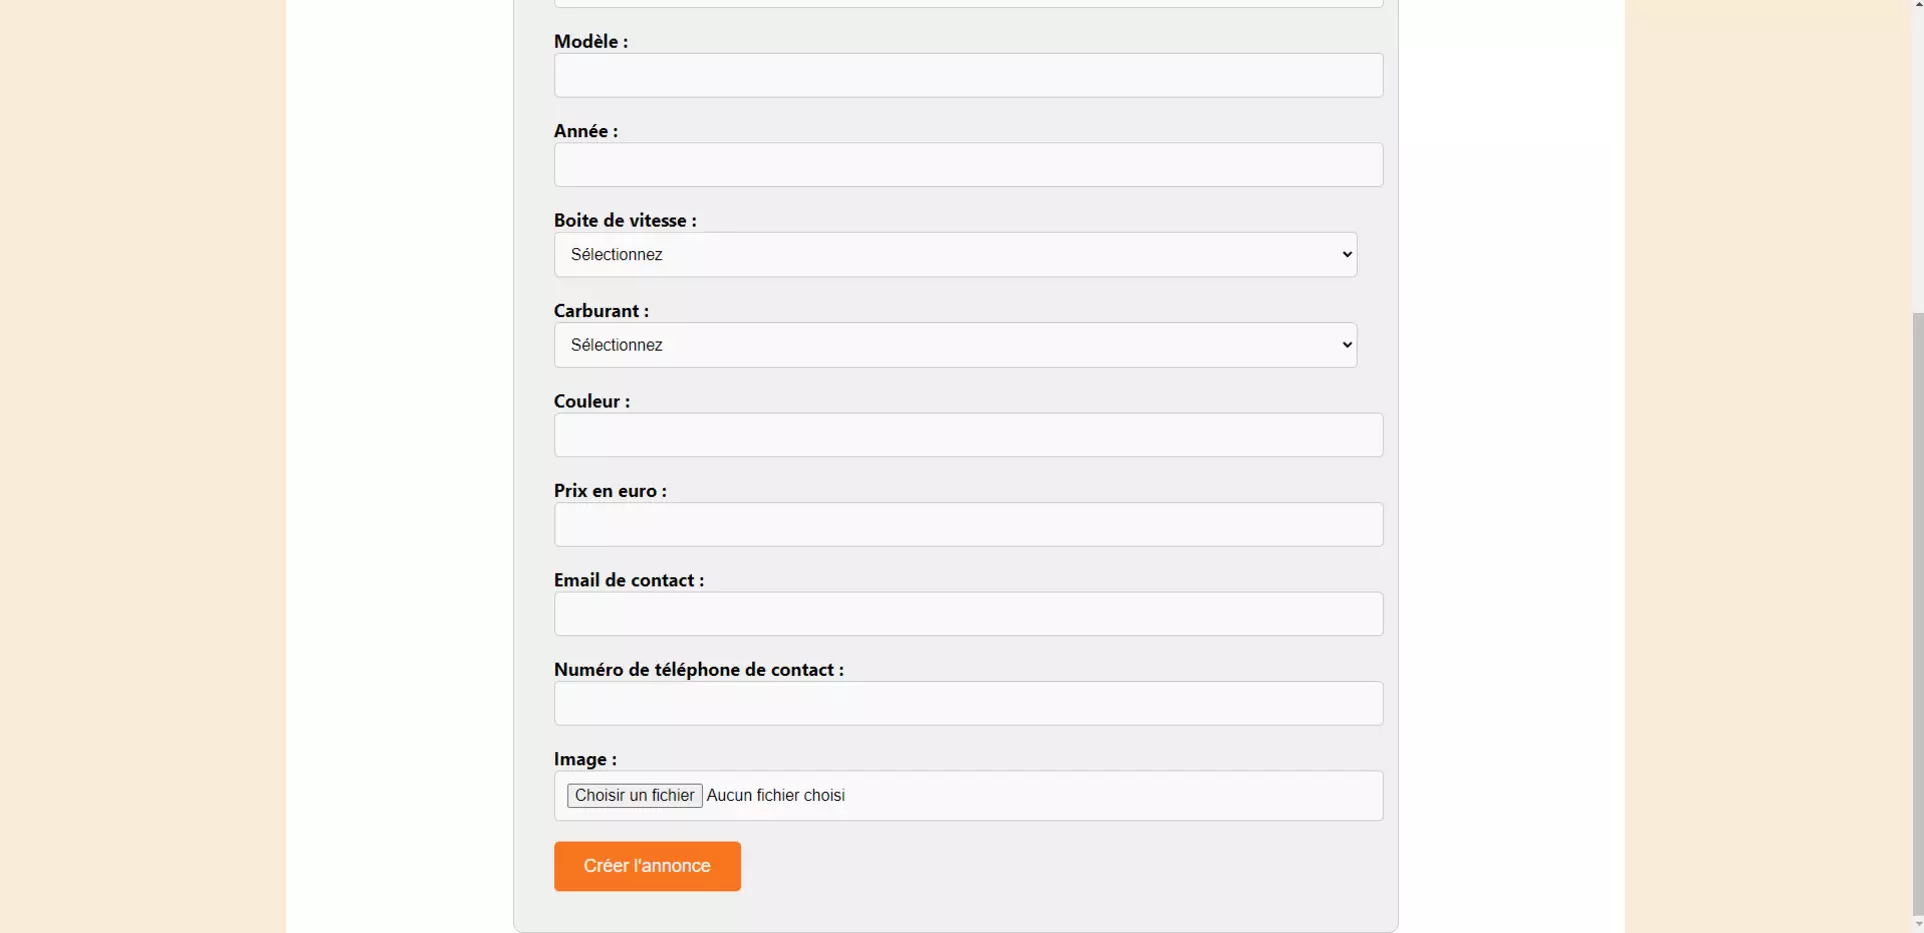 Modèle :
Année :
Boite de vitesse :
Sélectionnez
Carburant :
Sélectionnez
Couleur :
Prix en euro :
Email de contact :
Numéro de téléphone de contact :
Image :
Choisir un fichier Aucun fichier choisi
Créer l'annonce